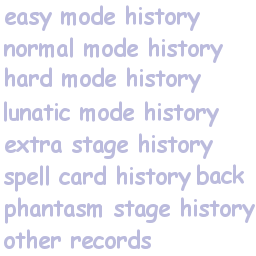 easy mode history
normal mode history
hard mode history
lunatic mode history
extra stage history
spell card history back
phantasm stage history
other records